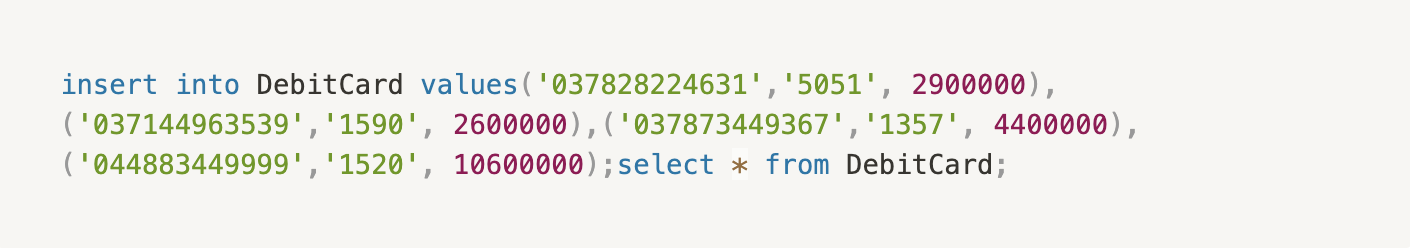 insert into DebitCard values('037828224631','5051', 2900000),
('037144963539','1590', 2600000),('037873449367','1357', 4400000),
('044883449999','1520', 10600000);select * from DebitCard;